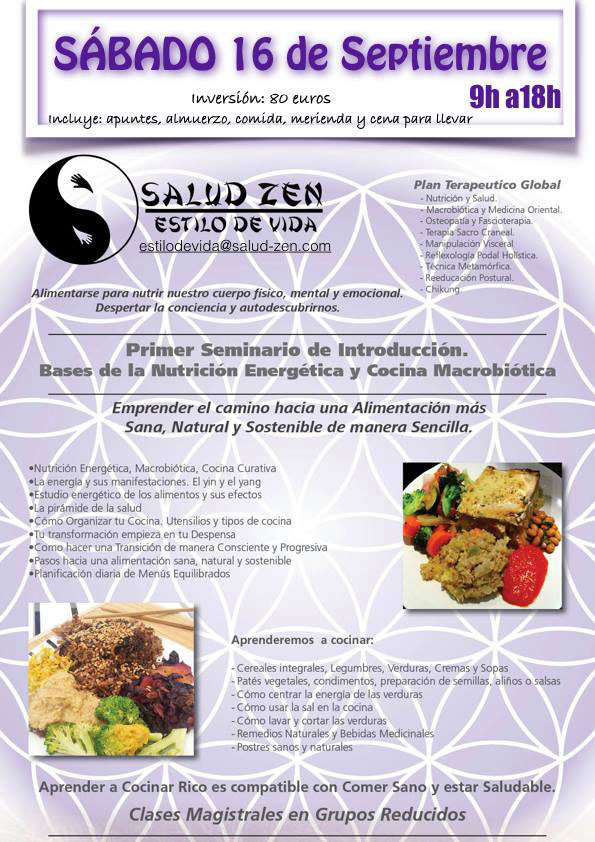 SÁBADO 16 de Septiembre
9h a18h
Inversión: 80 euros
Incluye: apuntes, almuerzo, comida, merienda y cena para llevar
SALUD ZEN
ESTILO DE VIDA
estilodevida@salud-zen.com
Plan Terapeutico Global
- Nutrición y Salud.
- Macrobiótica y Medicina Oriental.
- Osteopatía y Fascioterapía.
- Terapia Sacro Craneal.
- Manipulación Visceral
- Reflexología Podal Holística.
- Técnica Metamórfica.
- Reeducación Postural.
- Chikung.
Alimentarse para nutrir nuestro cuerpo físico, mental y emocional.
Despertar la conciencia y autodescubrirnos.
Primer Seminario de Introducción.
Bases de la Nutrición Energética y Cocina Macrobiótica
Emprender el camino hacia una Alimentación más
Sana, Natural y Sostenible de manera Sencilla.
•Nutrición Energética, Macrobiótica, Cocina Curativa
•La energía y sus manifestaciones. El yin y el yang
•Estudio energético de los alimentos y sus efectos
•La pirámide de la salud
•Cómo Organizar tu Cocina. Utensilios y tipos de cocina
•Tu transformación empieza en tu Despensa
•Como hacer una Transición de manera Consciente y Progresiva
•Pasos hacia una alimentación sana, natural y sostenible
•Planificación diaria de Menús Equilibrados
Aprenderemos a cocinar:
- Cereales integrales, Legumbres, Verduras, Cremas y Sopas
- Patés vegetales, condimentos, preparación de semillas, aliños o salsas
- Cómo centrar la energía de las verduras
- Cómo usar la sal en la cocina
- Cómo lavar y cortar las verduras
- Remedios Naturales y Bebidas Medicinales
- Postres sanos y naturales
Aprender a Cocinar Rico es compatible con Comer Sano y estar Saludable.
Clases Magistrales en Grupos Reducidos